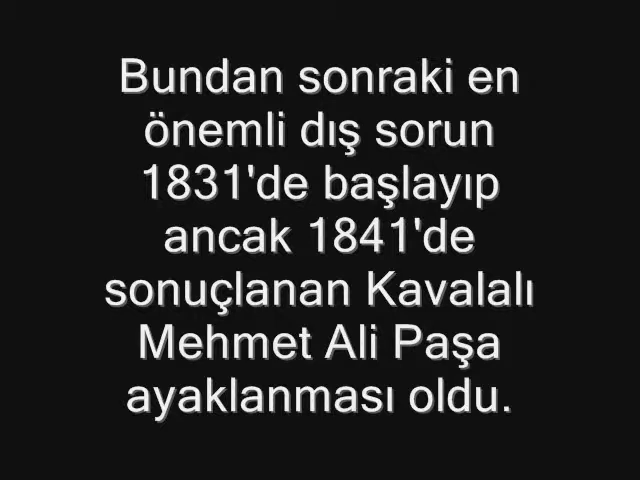 Bundan sonraki en
önemli dış sorun
1831'de başlayıp
ancak 1841'de
sonuçlanan Kavalalı
Mehmet Ali Paşa
ayaklanması oldu.